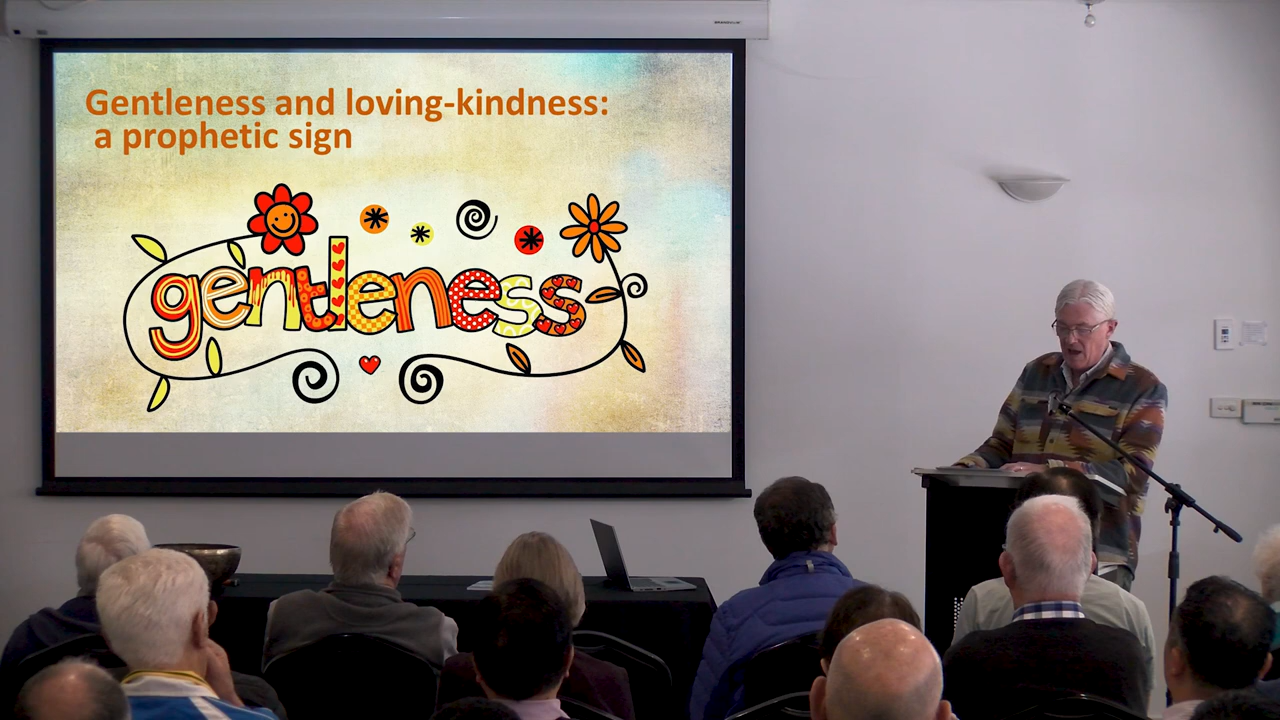 Gentleness and loving-kindness:
a prophetic sign
gentleness